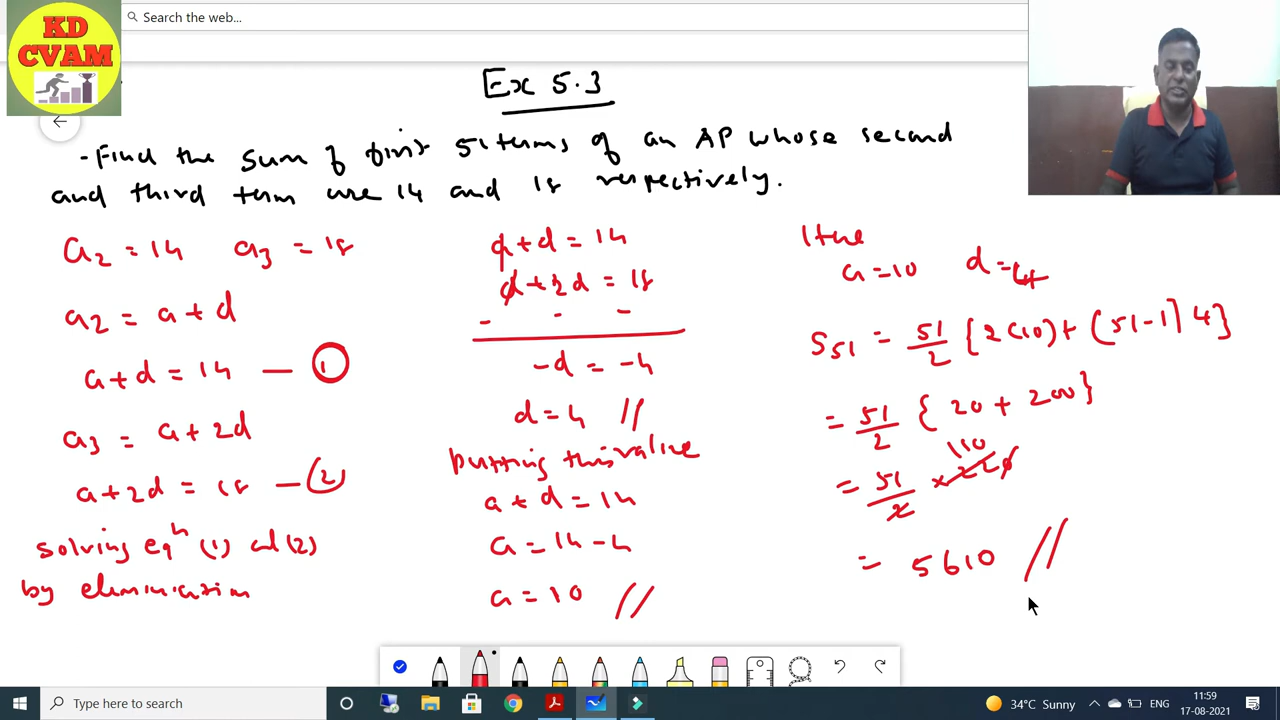 KD
CVAM
Search the web...
Ex 5.3
- Find the sum of first 51 terms of an AP whose second
and third term are 14 and 18 respectively.
a2 = 14 a3 = 18
a2 = a + d
a + d = 14 — ①
a3 = a + 2d
a + 2d = 18 — ②
solving eqn (1) and (2)
by elimination
a + d = 14
a + 2d = 18
- - -
-d = -4
d = 4 //
putting this value
a + d = 14
a = 14 - 4
a = 10 //
Here
a = 10 d = 4
S51 = 51/2 {2(10) + (51-1) 4}
= 51/2 {20 + 200}
110
= 51/2 × 220
= 5610 //
Type here to search
34°C Sunny
ENG
11:59
17-08-2021